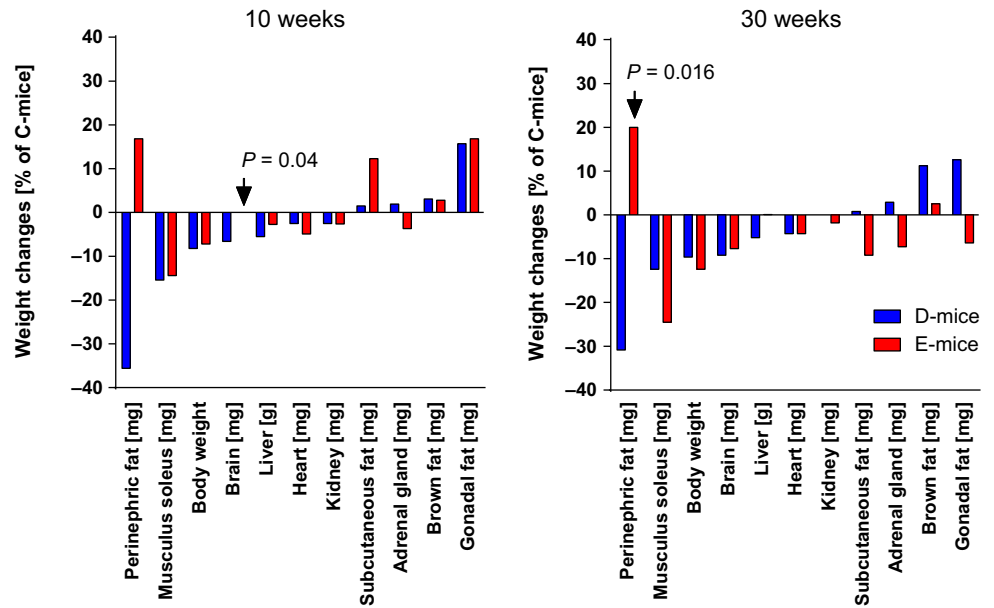 10 weeks
Weight changes [% of C-mice]
40
30
20
10
0
–10
–20
–30
–40
P = 0.04
Perinephric fat [mg]
Musculus soleus [mg]
Body weight
Brain [mg]
Liver [g]
Heart [mg]
Kidney [mg]
Subcutaneous fat [mg]
Adrenal gland [mg]
Brown fat [mg]
Gonadal fat [mg]
30 weeks
Weight changes [% of C-mice]
40
30
20
10
0
–10
–20
–30
–40
P = 0.016
D-mice
E-mice
Perinephric fat [mg]
Musculus soleus [mg]
Body weight
Brain [mg]
Liver [g]
Heart [mg]
Kidney [mg]
Subcutaneous fat [mg]
Adrenal gland [mg]
Brown fat [mg]
Gonadal fat [mg]